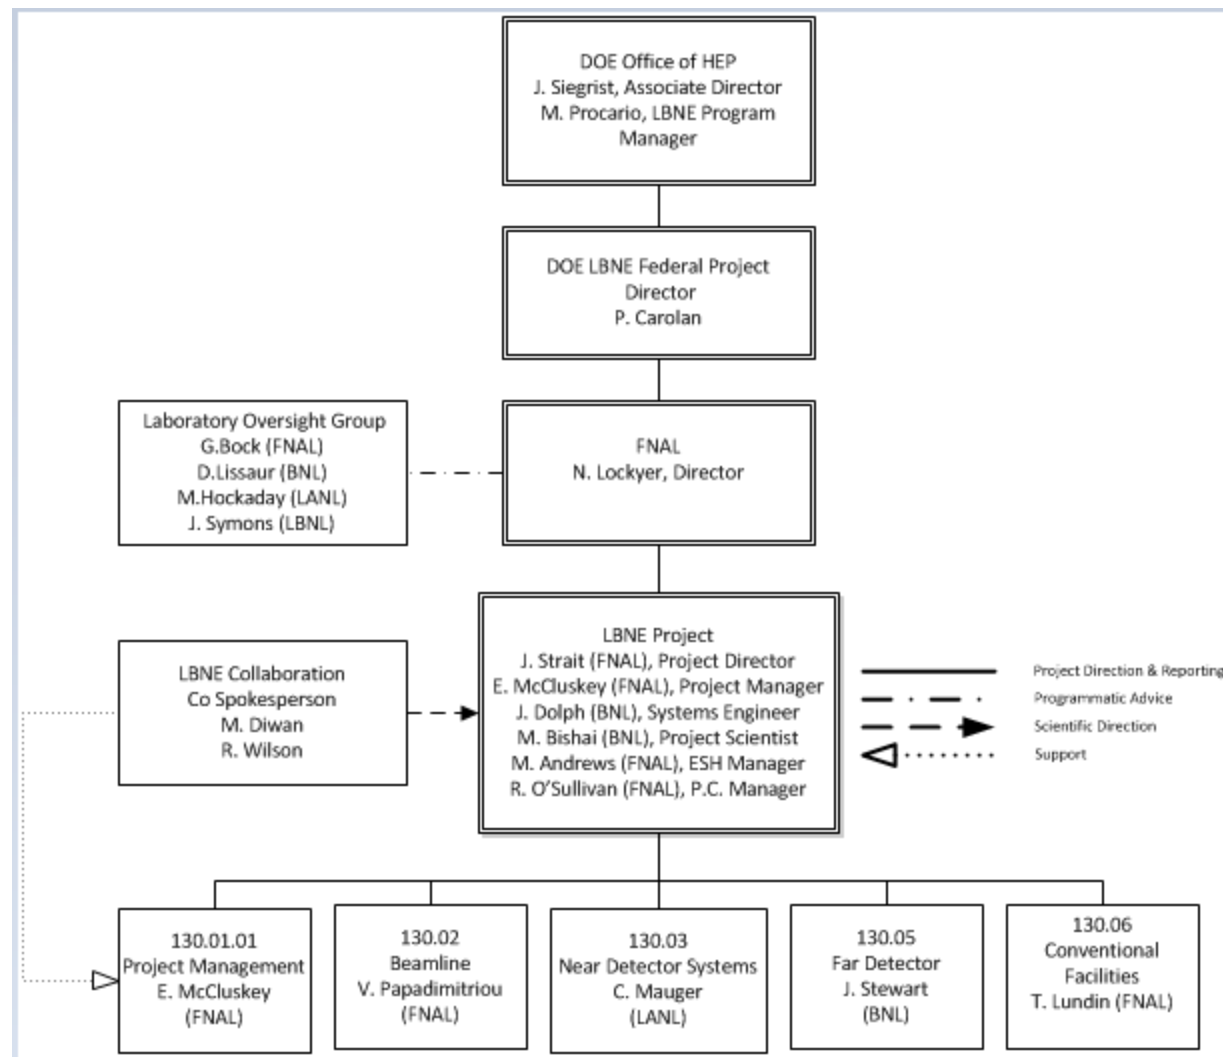 DOE Office of HEP
J. Siegrist, Associate Director
M. Procario, LBNE Program
Manager
DOE LBNE Federal Project
Director
P. Carolan
Laboratory Oversight Group
G.Bock (FNAL)
D.Lissaur (BNL)
M.Hockaday (LANL)
J. Symons (LBNL)
FNAL
N. Lockyer, Director
LBNE Collaboration
Co Spokesperson
M. Diwan
R. Wilson
LBNE Project
J. Strait (FNAL), Project Director
E. McCluskey (FNAL), Project Manager
J. Dolph (BNL), Systems Engineer
M. Bishai (BNL), Project Scientist
M. Andrews (FNAL), ESH Manager
R. O’Sullivan (FNAL), P.C. Manager
Project Direction & Reporting
Programmatic Advice
Scientific Direction
Support
130.01.01
Project Management
E. McCluskey
(FNAL)
130.02
Beamline
V. Papadimitriou
(FNAL)
130.03
Near Detector Systems
C. Mauger
(LANL)
130.05
Far Detector
J. Stewart
(BNL)
130.06
Conventional
Facilities
T. Lundin (FNAL)